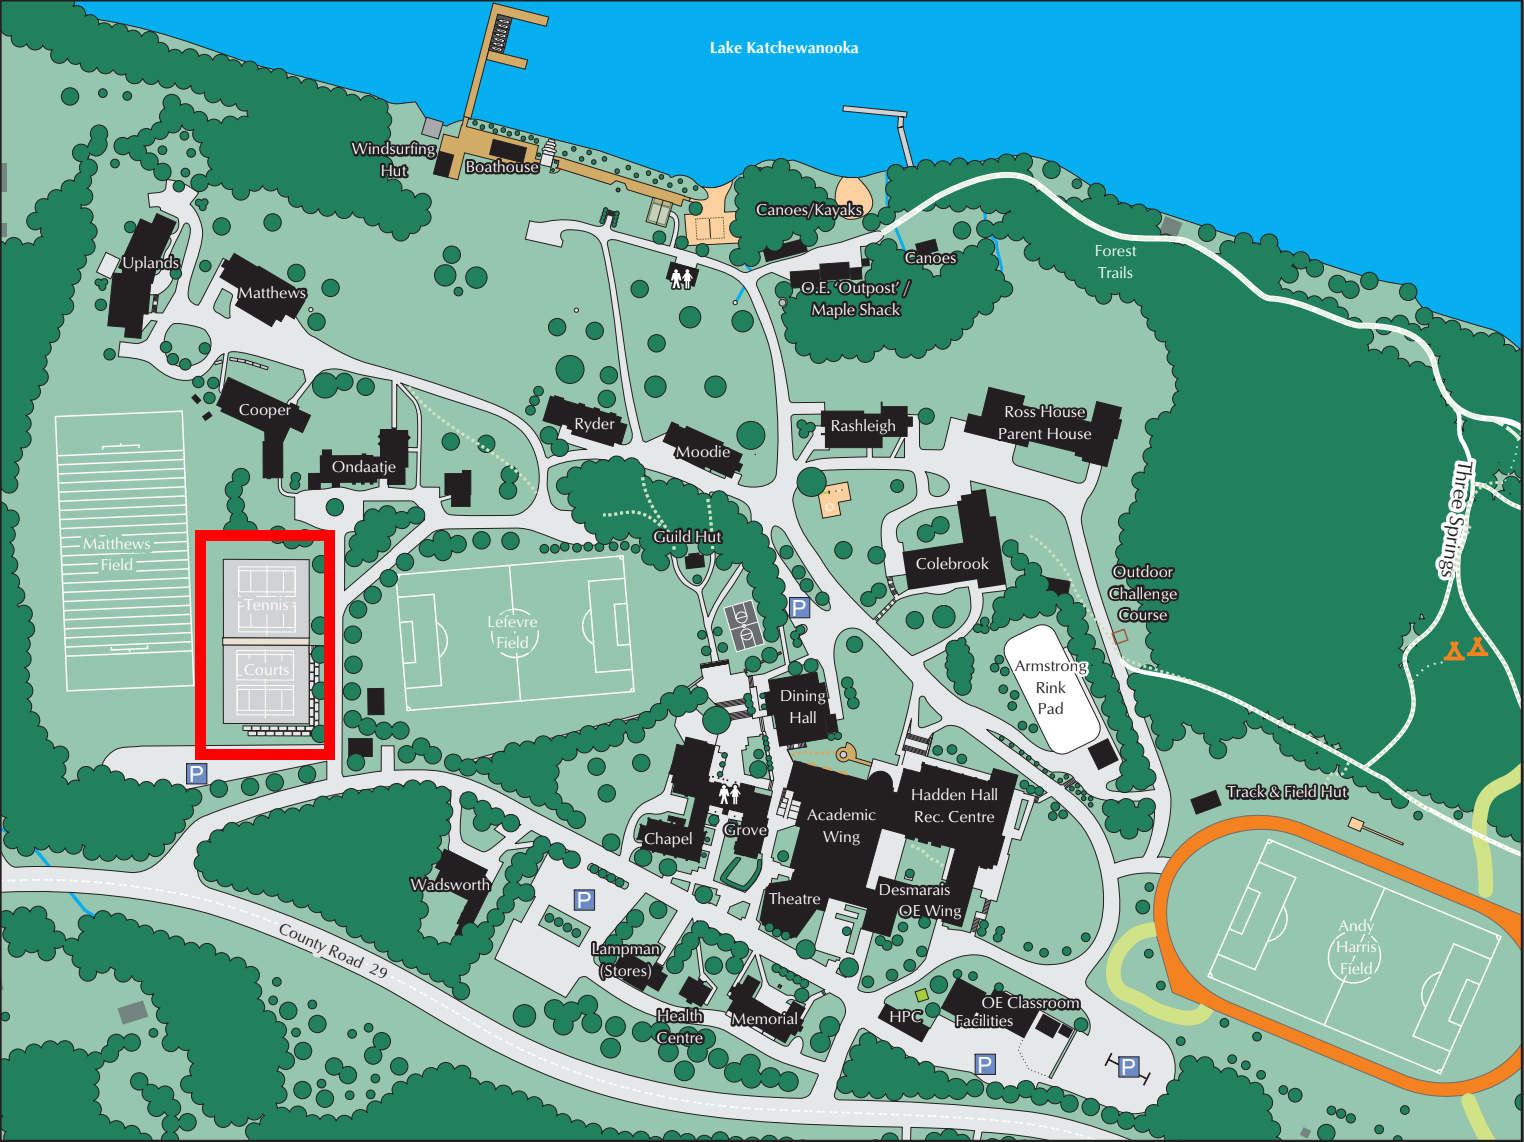 Lake Katchewanooka
Windsurfing
Hut
Boathouse
Canoes/Kayaks
Canoes
Forest
Trails
O.E. 'Outpost' /
Maple Shack
Uplands
Matthews
Cooper
Ondaatje
Ryder
Moodie
Rashleigh
Ross House
Parent House
Three Springs
Matthews
Field
Guild Hut
Colebrook
Outdoor
Challenge
Course
Tennis
Courts
Lefevre
Field
P
Armstrong
Rink
Pad
Dining
Hall
P
Track & Field Hut
Hadden Hall
Rec. Centre
Academic
Wing
Grove
Chapel
Wadsworth
P
Theatre
Desmarais
OE Wing
County Road 29
Lampman
(Stores)
Health
Centre
Memorial
HPC
OE Classroom
Facilities
P
P
Andy
Harris
Field